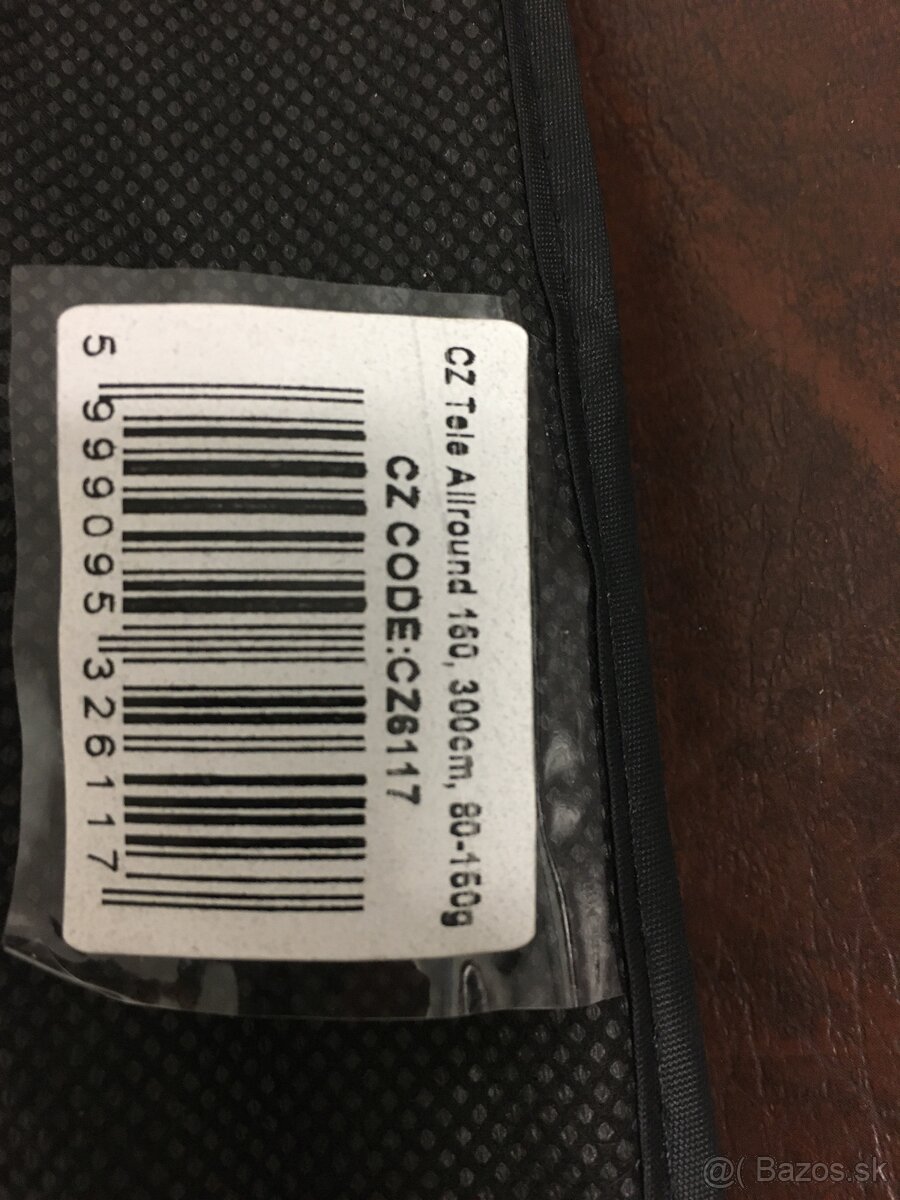 CZ Tele Allround 160, 300cm, 80-160g
CZ CODE:CZ6117
5 999095 326117
@( Bazos.sk